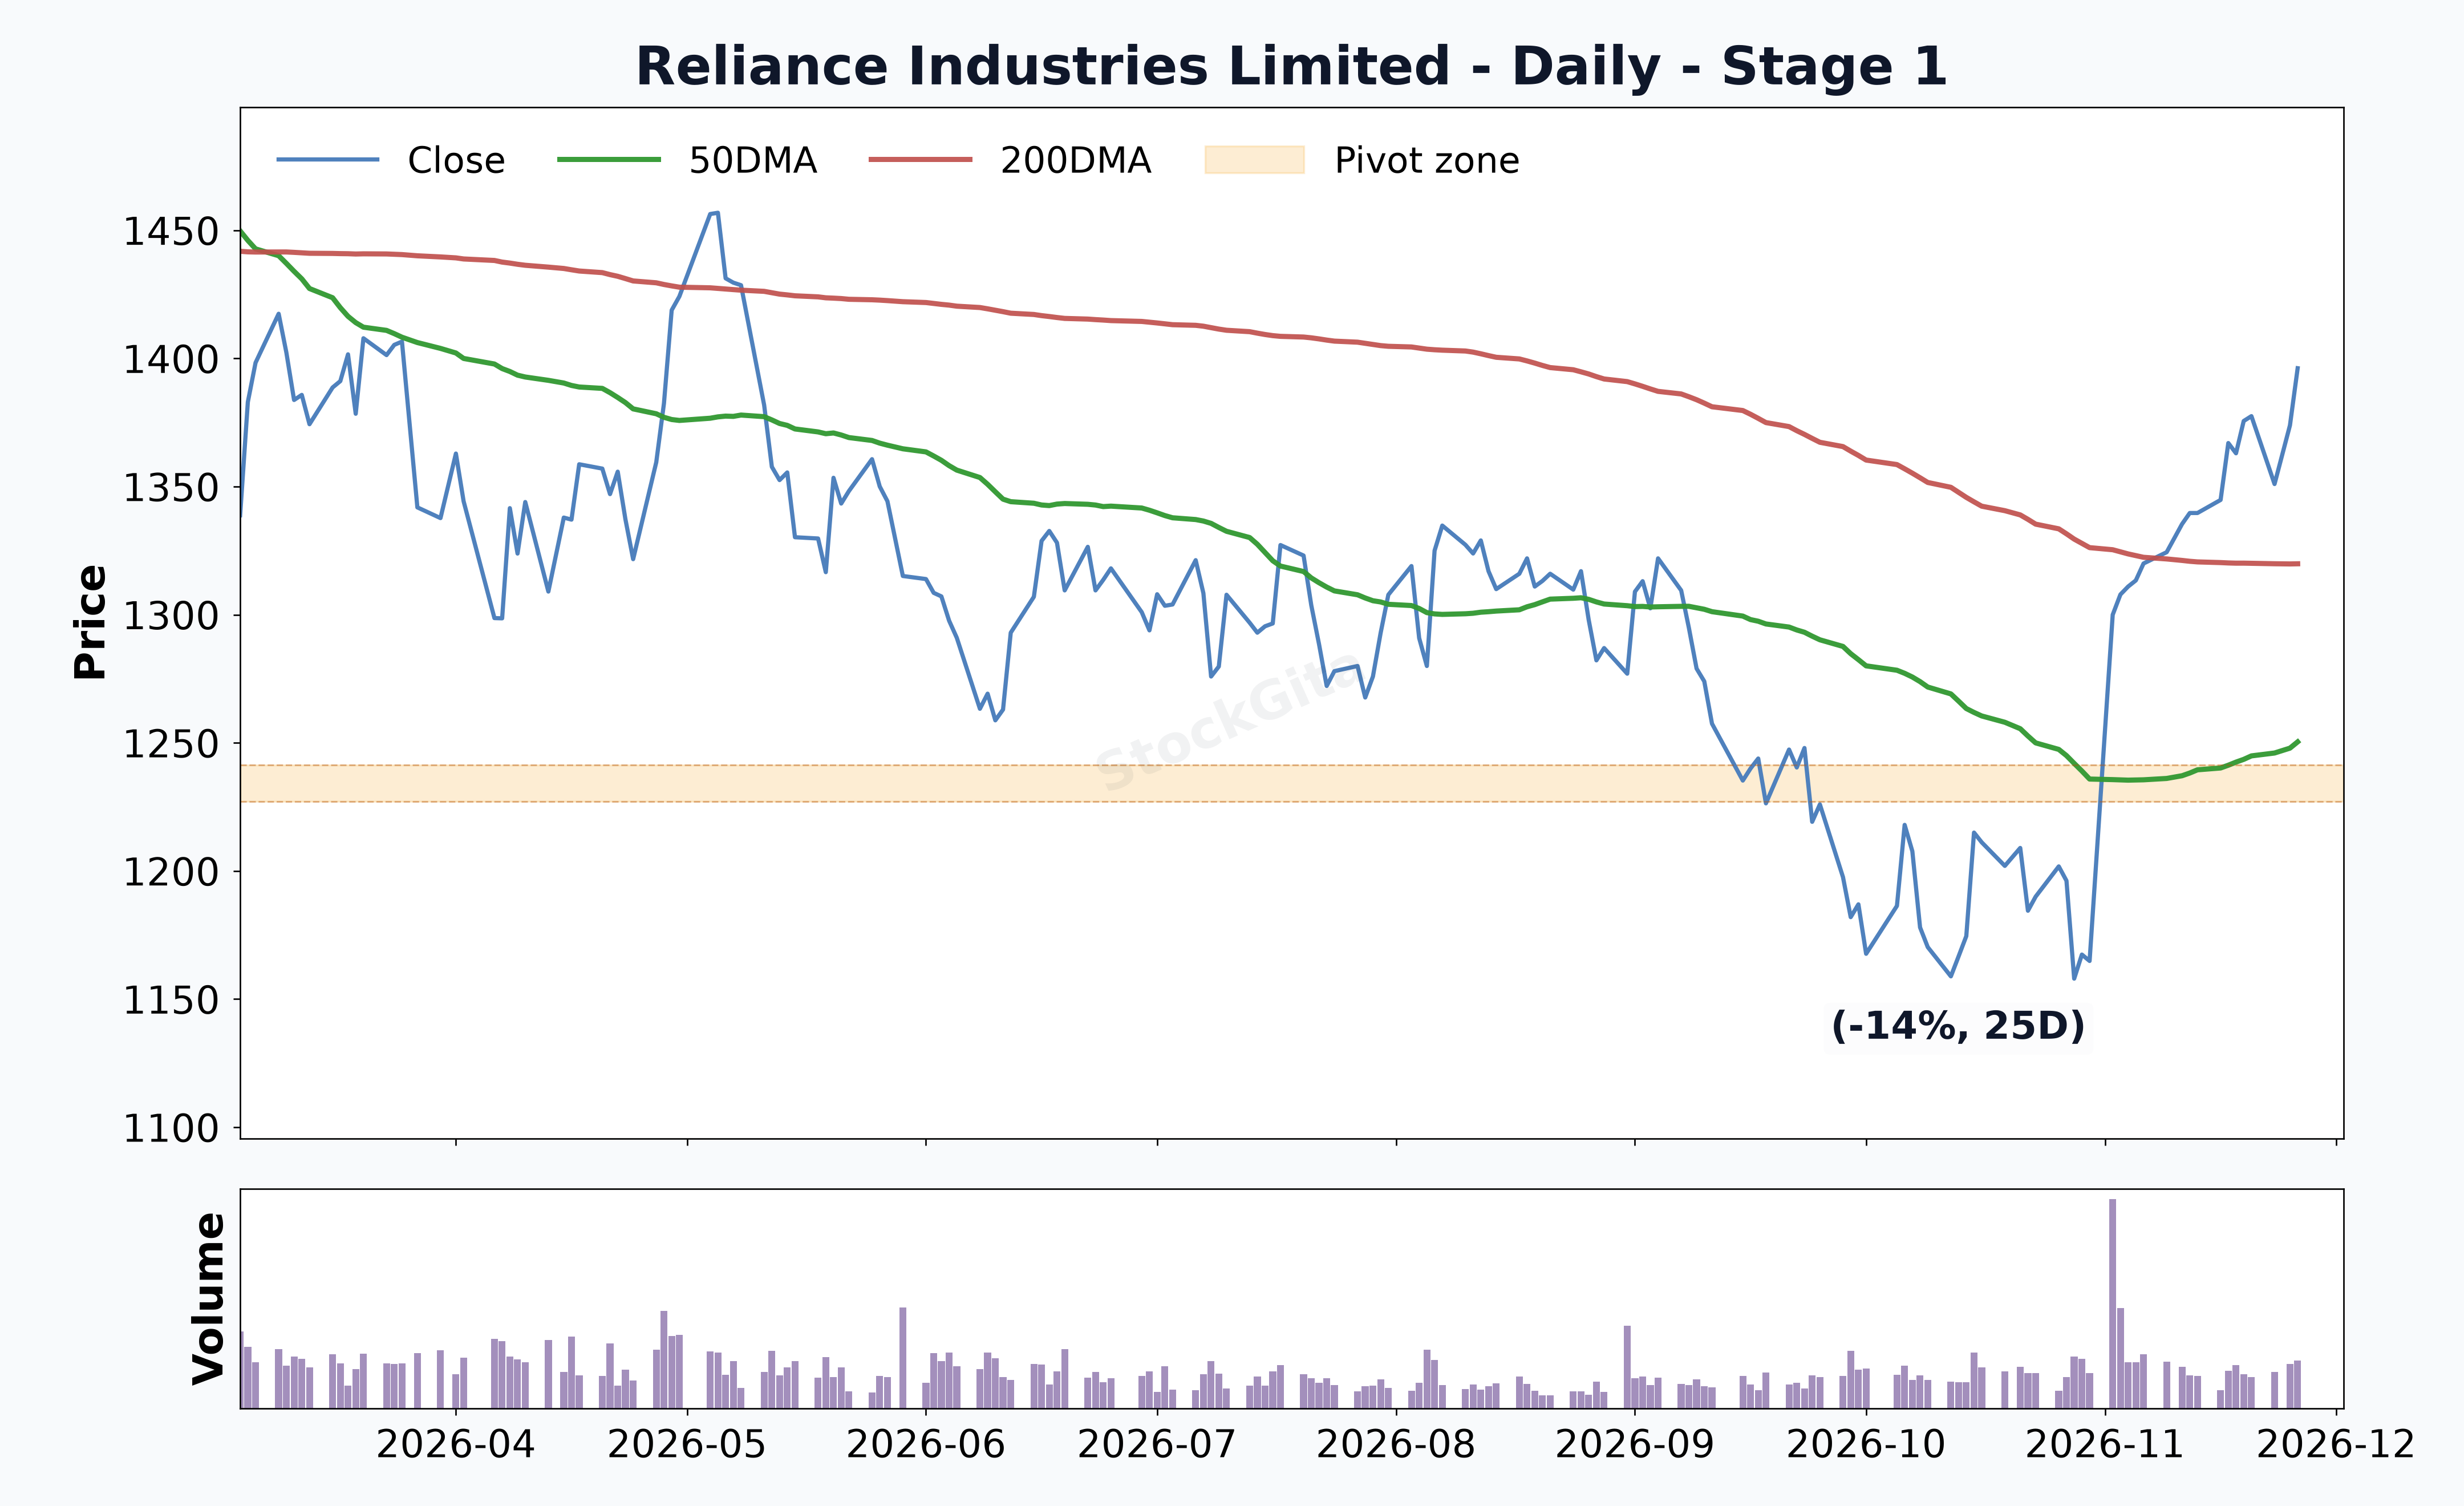 Reliance Industries Limited - Daily - Stage 1
Close 50DMA 200DMA Pivot zone
1450
1400
1350
1300
1250
1200
1150
1100
Price
StockGita
(-14%, 25D)
Volume
2026-04 2026-05 2026-06 2026-07 2026-08 2026-09 2026-10 2026-11 2026-12